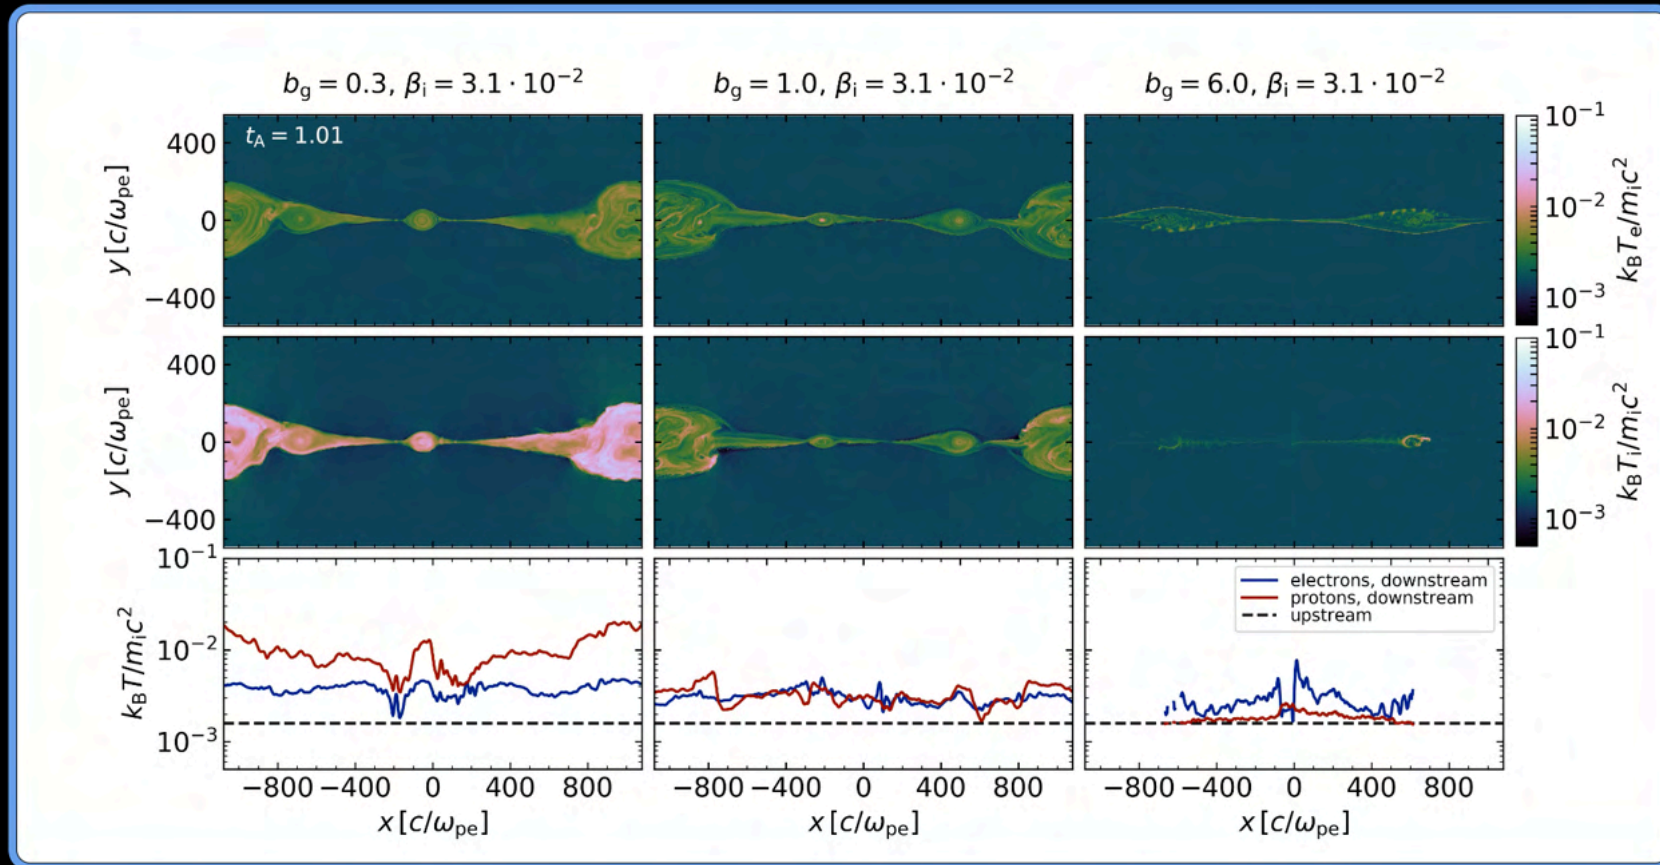 b_g = 0.3, β_i = 3.1 · 10^−2
b_g = 1.0, β_i = 3.1 · 10^−2
b_g = 6.0, β_i = 3.1 · 10^−2
t_A = 1.01
y [c/ω_pe]
400
0
−400
10^−1
10^−2
10^−3
k_B T_e/m_i c^2
y [c/ω_pe]
400
0
−400
10^−1
10^−2
10^−3
k_B T_i/m_i c^2
k_B T/m_i c^2
10^−1
10^−2
10^−3
electrons, downstream
protons, downstream
upstream
−800 −400 0 400 800
−800 −400 0 400 800
−800 −400 0 400 800
x [c/ω_pe]
x [c/ω_pe]
x [c/ω_pe]